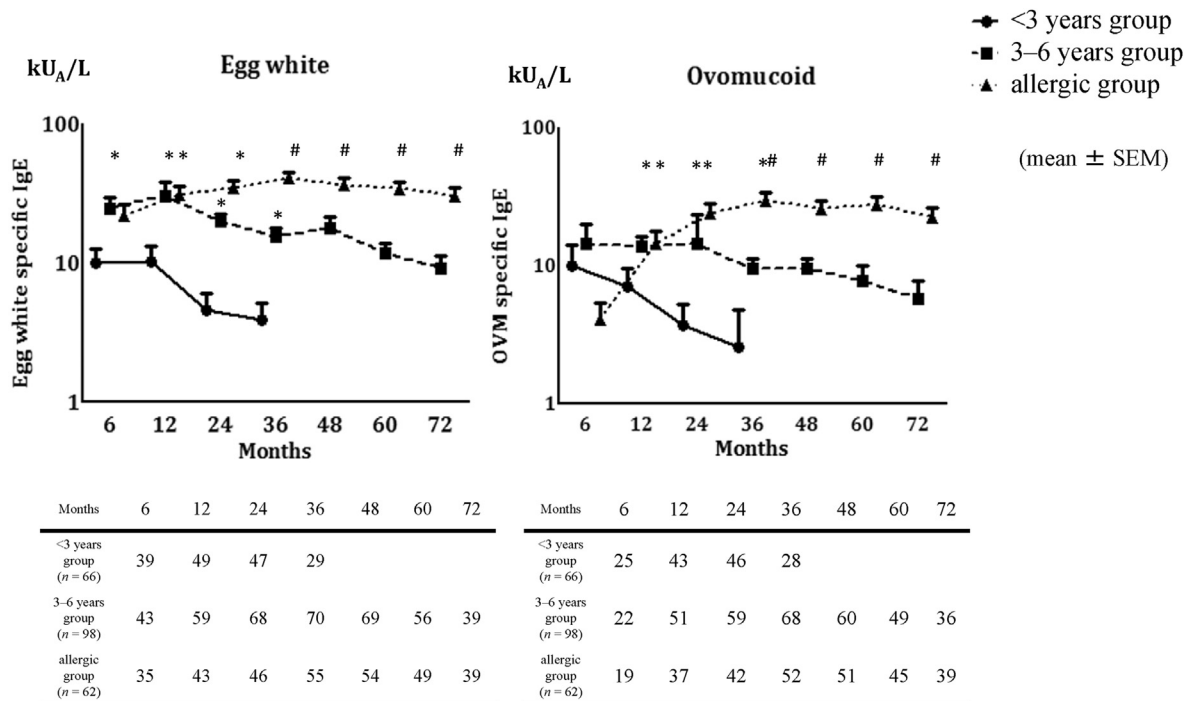 <3 years group
3–6 years group
allergic group
(mean ± SEM)
kUA/L
Egg white
Egg white specific IgE
100
10
1
* ** * # # # #
* *
6 12 24 36 48 60 72
Months
kUA/L
Ovomucoid
OVM specific IgE
100
10
1
** ** *# # # #
6 12 24 36 48 60 72
Months
Months 6 12 24 36 48 60 72
<3 years
group
(n = 66)
39 49 47 29
3–6 years
group
(n = 98)
43 59 68 70 69 56 39
allergic
group
(n = 62)
35 43 46 55 54 49 39
Months 6 12 24 36 48 60 72
<3 years
group
(n = 66)
25 43 46 28
3–6 years
group
(n = 98)
22 51 59 68 60 49 36
allergic
group
(n = 62)
19 37 42 52 51 45 39